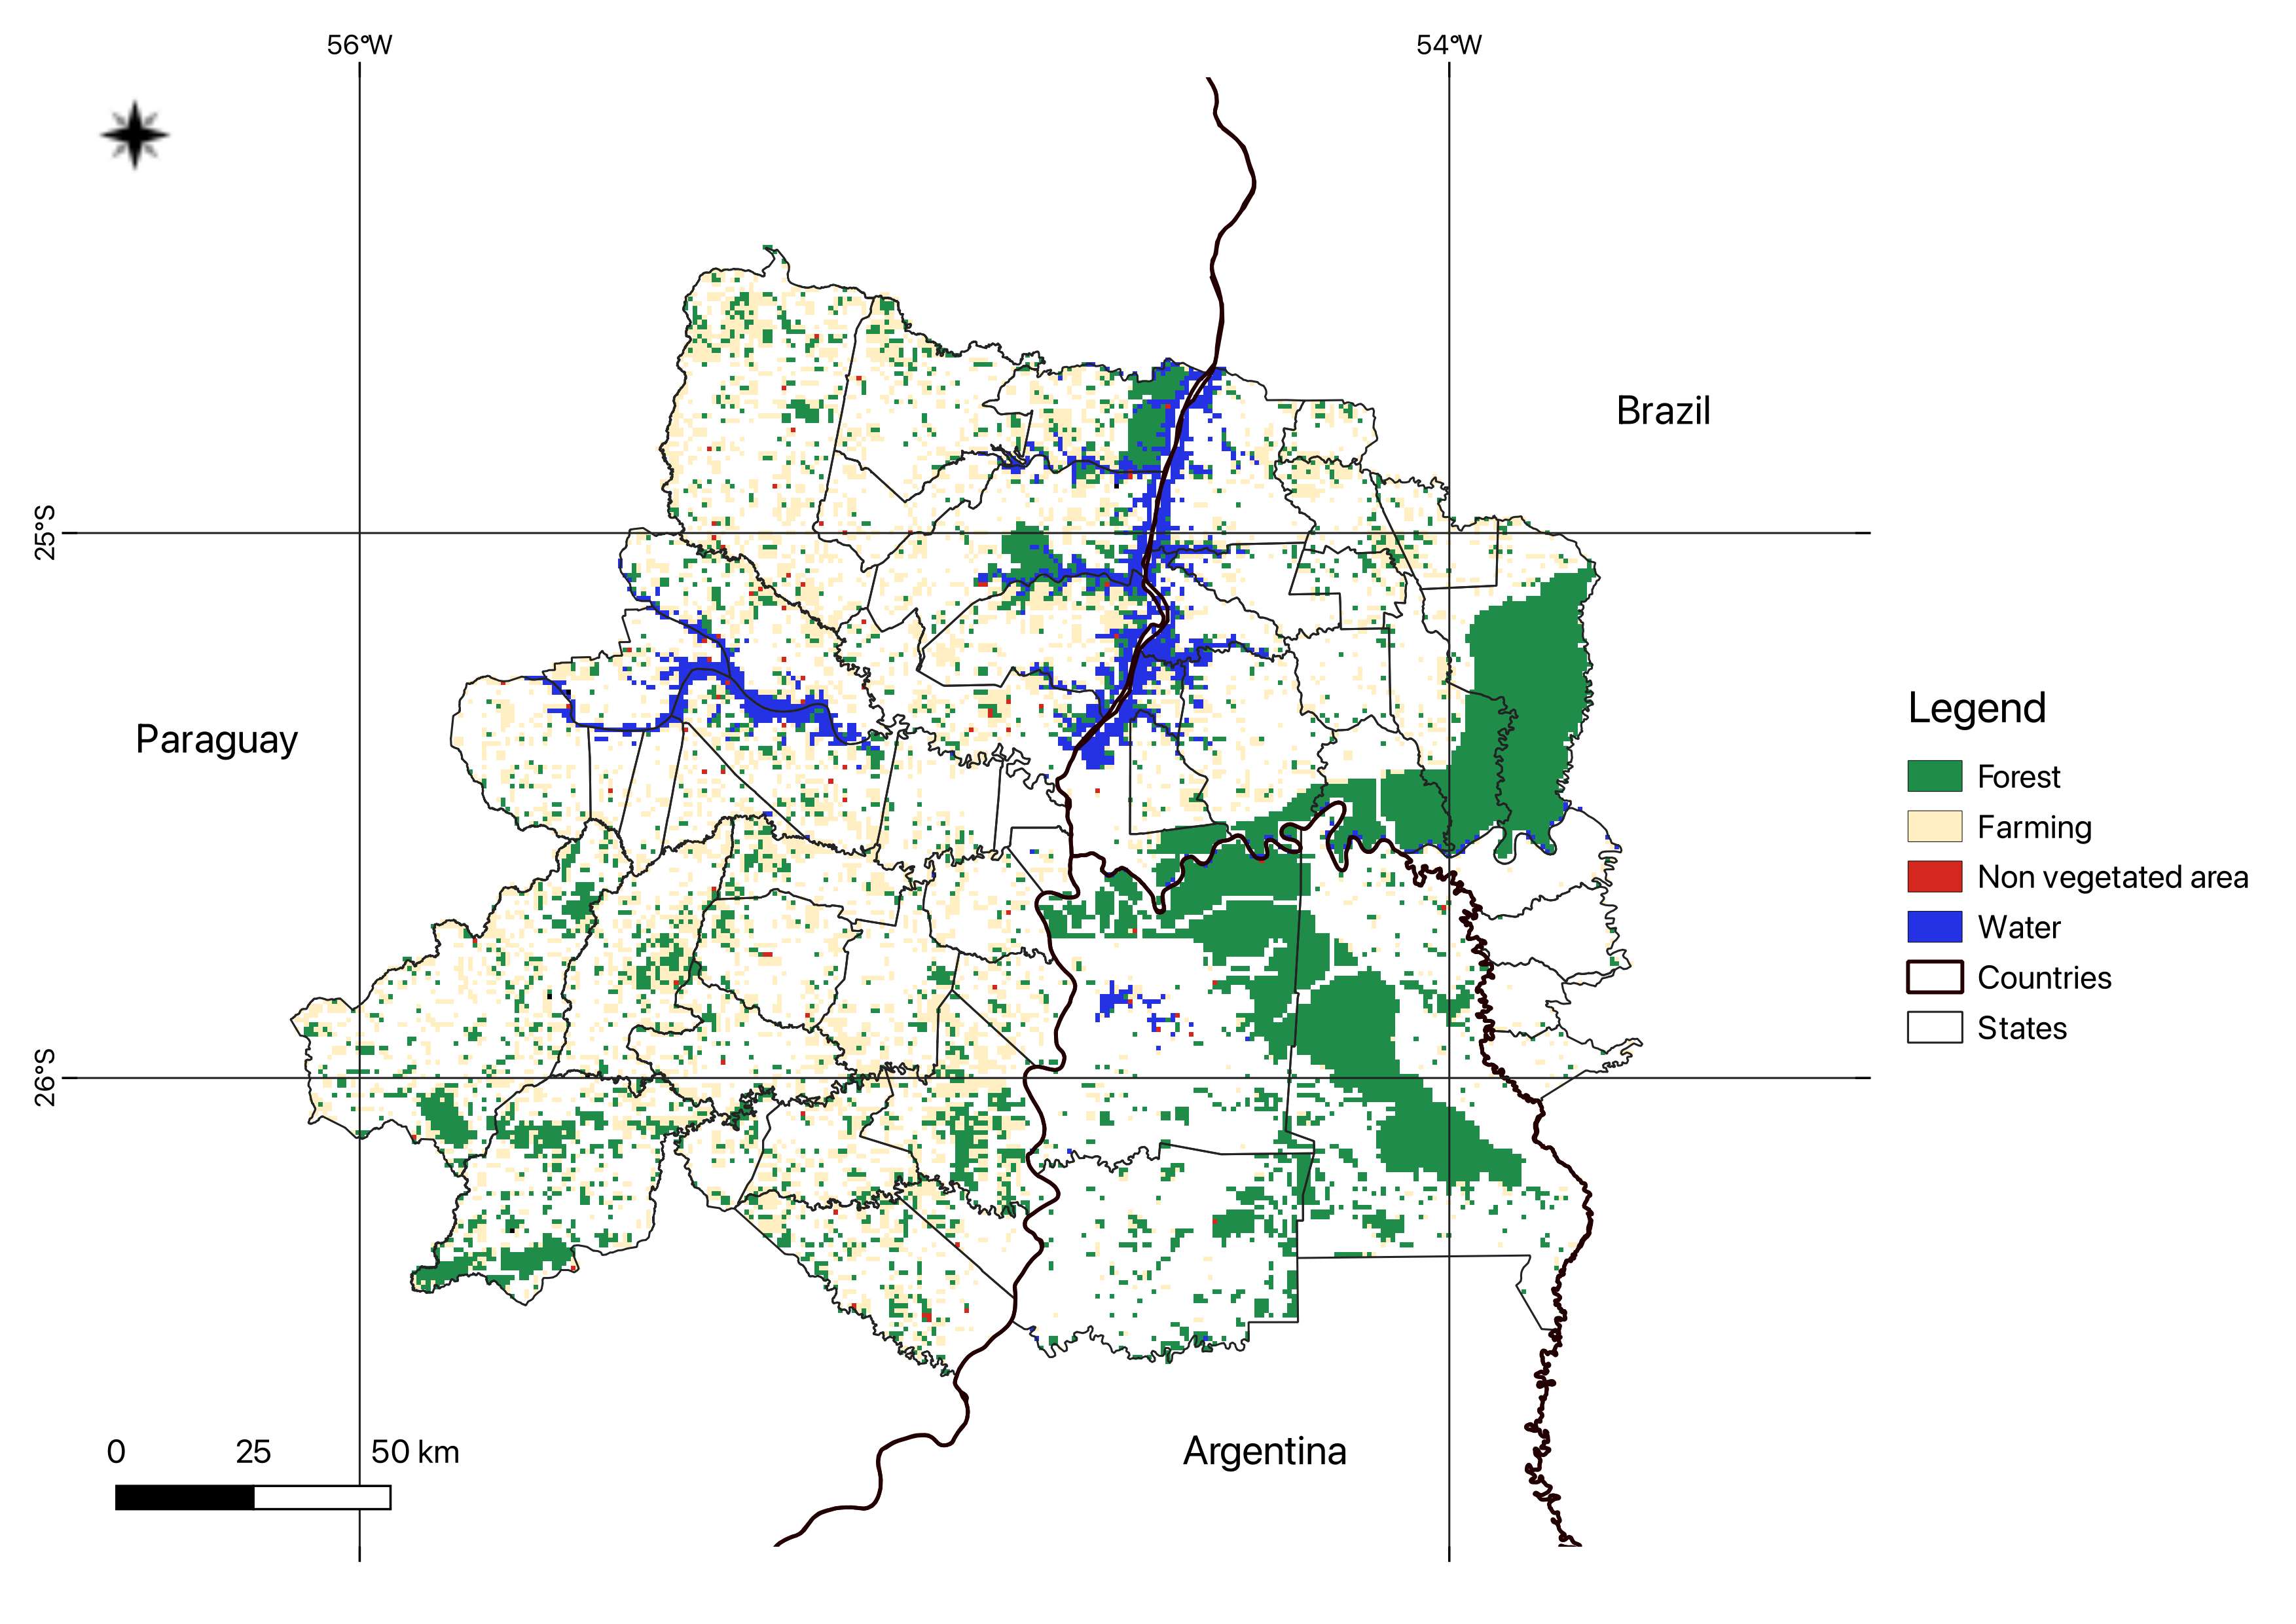 56°W
54°W
Brazil
25°S
Paraguay
Legend
Forest
Farming
Non vegetated area
Water
Countries
States
26°S
0 25 50 km
Argentina